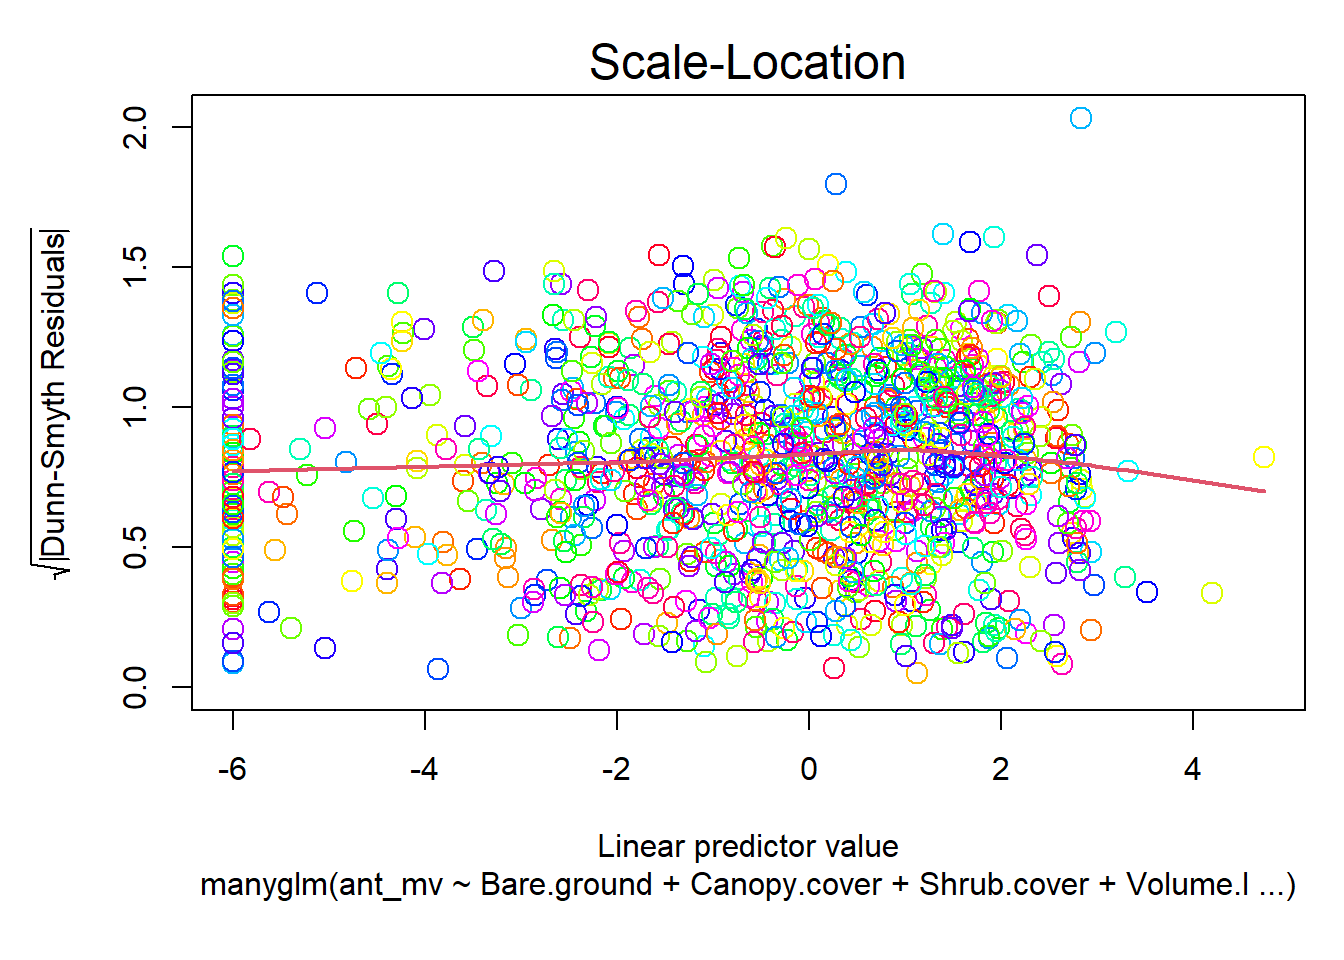 Scale-Location
√|Dunn-Smyth Residuals|
2.0
1.5
1.0
0.5
0.0
-6 -4 -2 0 2 4
Linear predictor value
manyglm(ant_mv ~ Bare.ground + Canopy.cover + Shrub.cover + Volume.l ...)